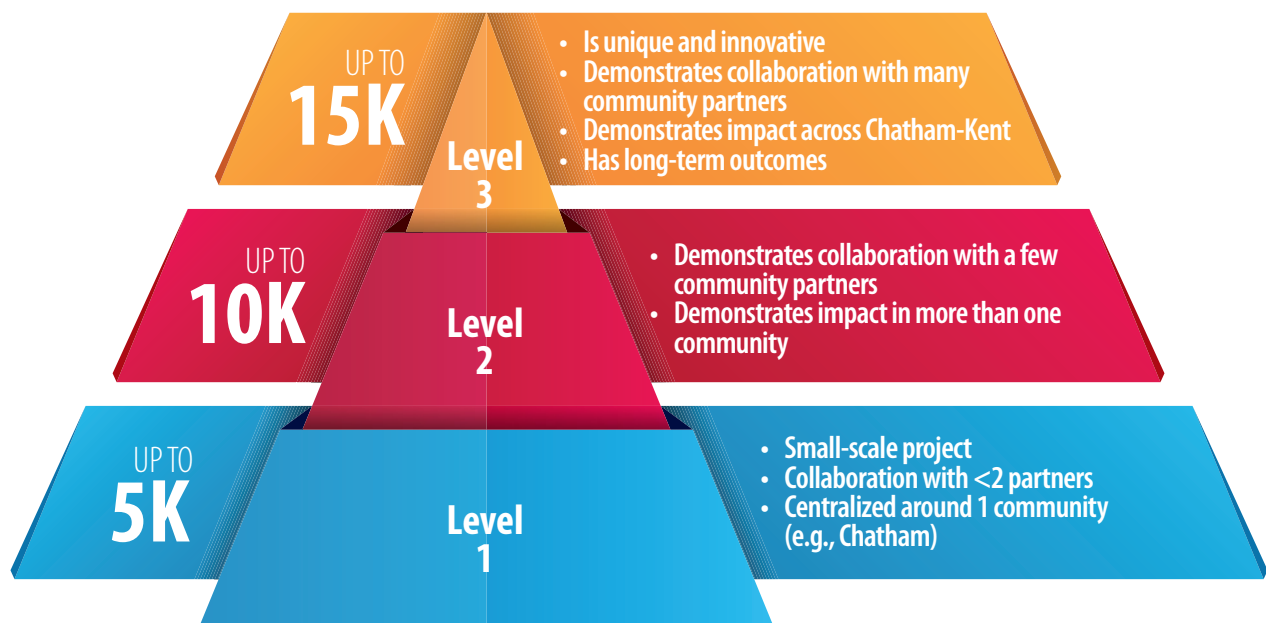 UP TO
15K
Level
3
• Is unique and innovative
• Demonstrates collaboration with many
community partners
• Demonstrates impact across Chatham-Kent
• Has long-term outcomes
UP TO
10K
Level
2
• Demonstrates collaboration with a few
community partners
• Demonstrates impact in more than one
community
UP TO
5K
Level
1
• Small-scale project
• Collaboration with <2 partners
• Centralized around 1 community
(e.g., Chatham)